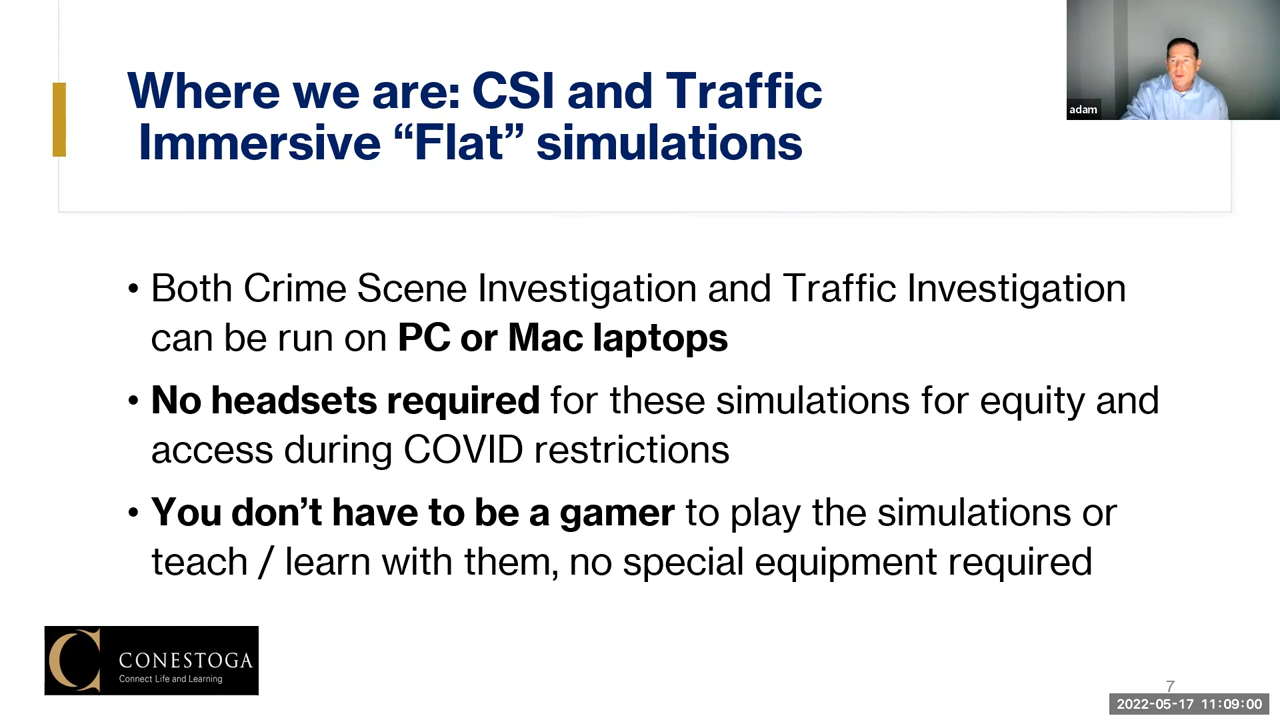 Where we are: CSI and Traffic
Immersive “Flat” simulations
adam
• Both Crime Scene Investigation and Traffic Investigation
can be run on PC or Mac laptops
• No headsets required for these simulations for equity and
access during COVID restrictions
• You don’t have to be a gamer to play the simulations or
teach / learn with them, no special equipment required
C
CONESTOGA
Connect Life and Learning
7
2022-05-17 11:09:00